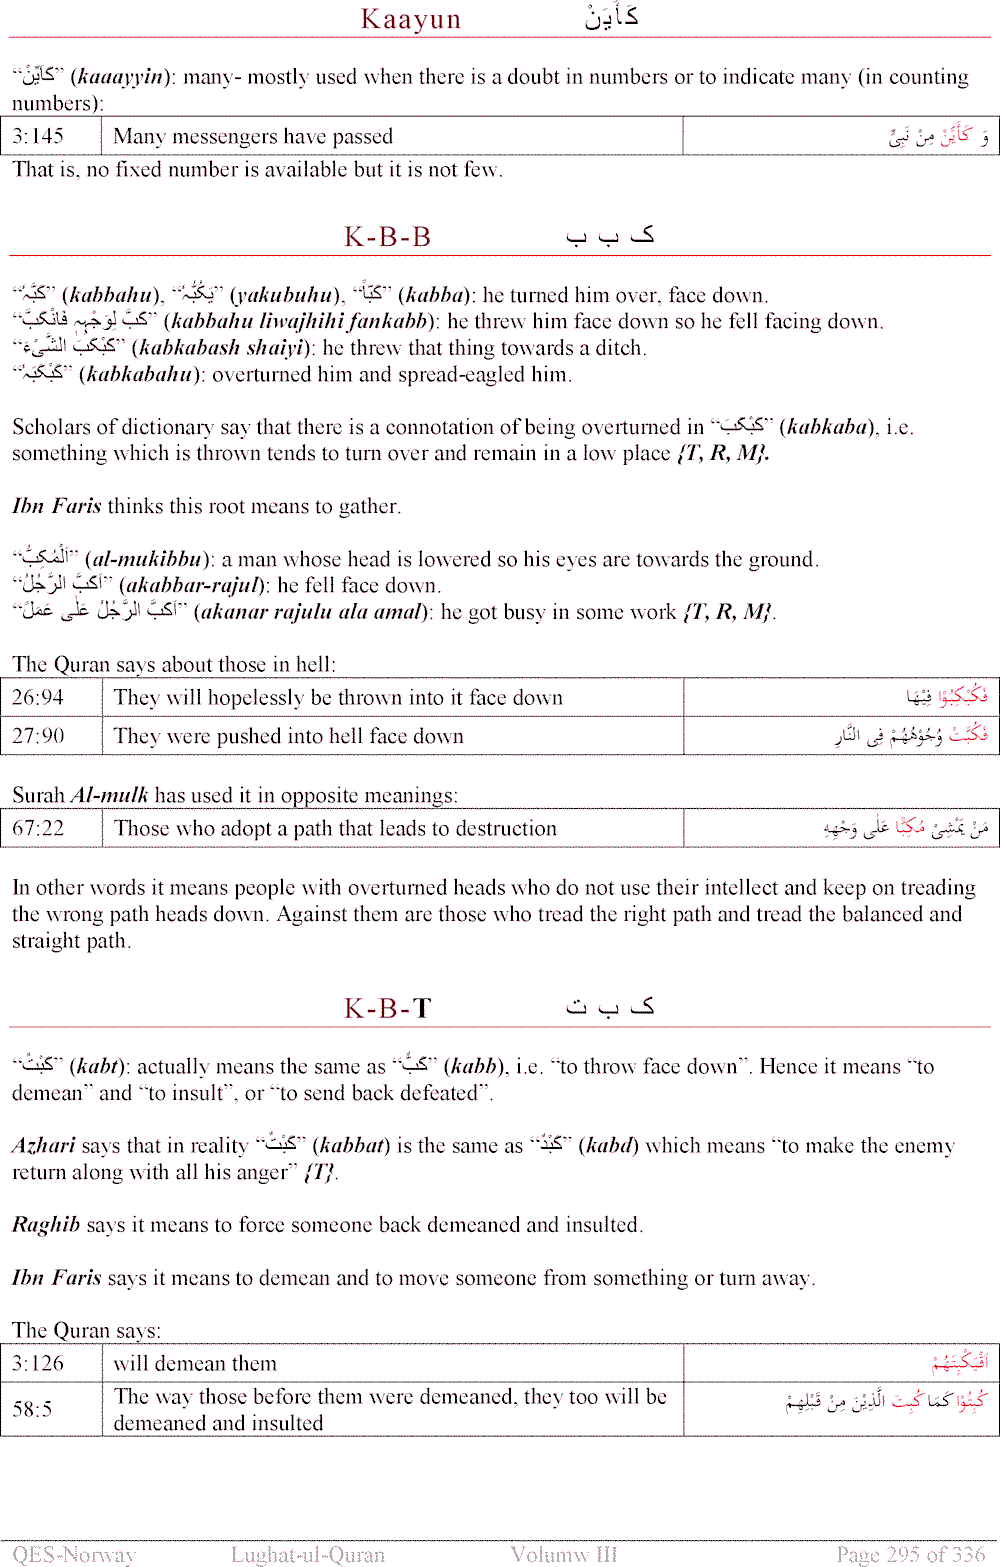 Kaayun كَأَيِّنْ
“كَاَيِّنْ” (kaaayyin): many- mostly used when there is a doubt in numbers or to indicate many (in counting
numbers):
3:145 Many messengers have passed وَ كَأَيِّنْ مِنْ نَبِيٍّ
That is, no fixed number is available but it is not few.
K-B-B ک ب ب
“كَبَّہٗ” (kabbahu), “يَكُبُّہٗ” (yakubuhu), “كَبّاً” (kabba): he turned him over, face down.
“كَبَّ لِوَجْہِہٖ فَانْكَبَّ” (kabbahu liwajhihi fankabb): he threw him face down so he fell facing down.
“كَبْكَبَ الشَّیْءَ” (kabkabash shaiyi): he threw that thing towards a ditch.
“كَبْكَبَہٗ” (kabkabahu): overturned him and spread-eagled him.
Scholars of dictionary say that there is a connotation of being overturned in “كَبْكَبَ” (kabkaba), i.e.
something which is thrown tends to turn over and remain in a low place {T, R, M}.
Ibn Faris thinks this root means to gather.
“اَلْمُكِبُّ” (al-mukibbu): a man whose head is lowered so his eyes are towards the ground.
“اَكَبَّ الرَّجُلُ” (akabbar-rajul): he fell face down.
“اَكَبَّ الرَّجُلُ عَلٰى عَمَلٍ” (akanar rajulu ala amal): he got busy in some work {T, R, M}.
The Quran says about those in hell:
26:94 They will hopelessly be thrown into it face down فَكُبْكِبُوْا فِيْهَا
27:90 They were pushed into hell face down فَكُبَّتْ وُجُوْهُهُمْ فِى النَّارِ
Surah Al-mulk has used it in opposite meanings:
67:22 Those who adopt a path that leads to destruction مَنْ يَّمْشِىْ مُكِبًّا عَلٰى وَجْهِهِ
In other words it means people with overturned heads who do not use their intellect and keep on treading
the wrong path heads down. Against them are those who tread the right path and tread the balanced and
straight path.
K-B-T ک ب ت
“كَبْتٌ” (kabt): actually means the same as “كَبٌّ” (kabb), i.e. “to throw face down”. Hence it means “to
demean” and “to insult”, or “to send back defeated”.
Azhari says that in reality “كَبْتٌ” (kabbat) is the same as “كَبْدٌ” (kabd) which means “to make the enemy
return along with all his anger” {T}.
Raghib says it means to force someone back demeaned and insulted.
Ibn Faris says it means to demean and to move someone from something or turn away.
The Quran says:
3:126 will demean them
58:5 The way those before them were demeaned, they too will be كُبِتُوْا كَمَا كُبِتَ الَّذِيْنَ مِنْ قَبْلِهِمْ
demeaned and insulted
QES-Norway Lughat-ul-Quran Volumw III Page 295 of 336